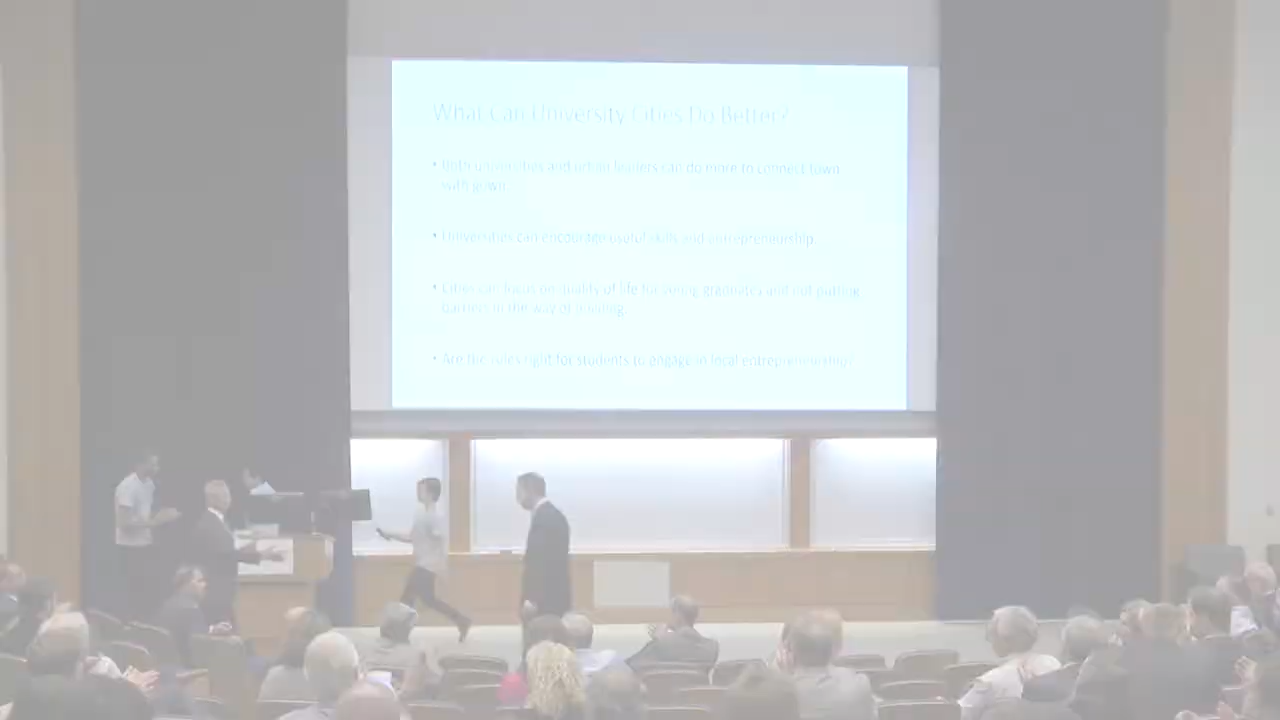 What Can University Cities Do Better?
• Both universities and urban leaders can do more to connect town
with gown.
• Universities can encourage useful skills and entrepreneurship.
• Cities can focus on quality of life for young graduates and not putting
barriers in the way of building.
• Are the rules right for students to engage in local entrepreneurship?